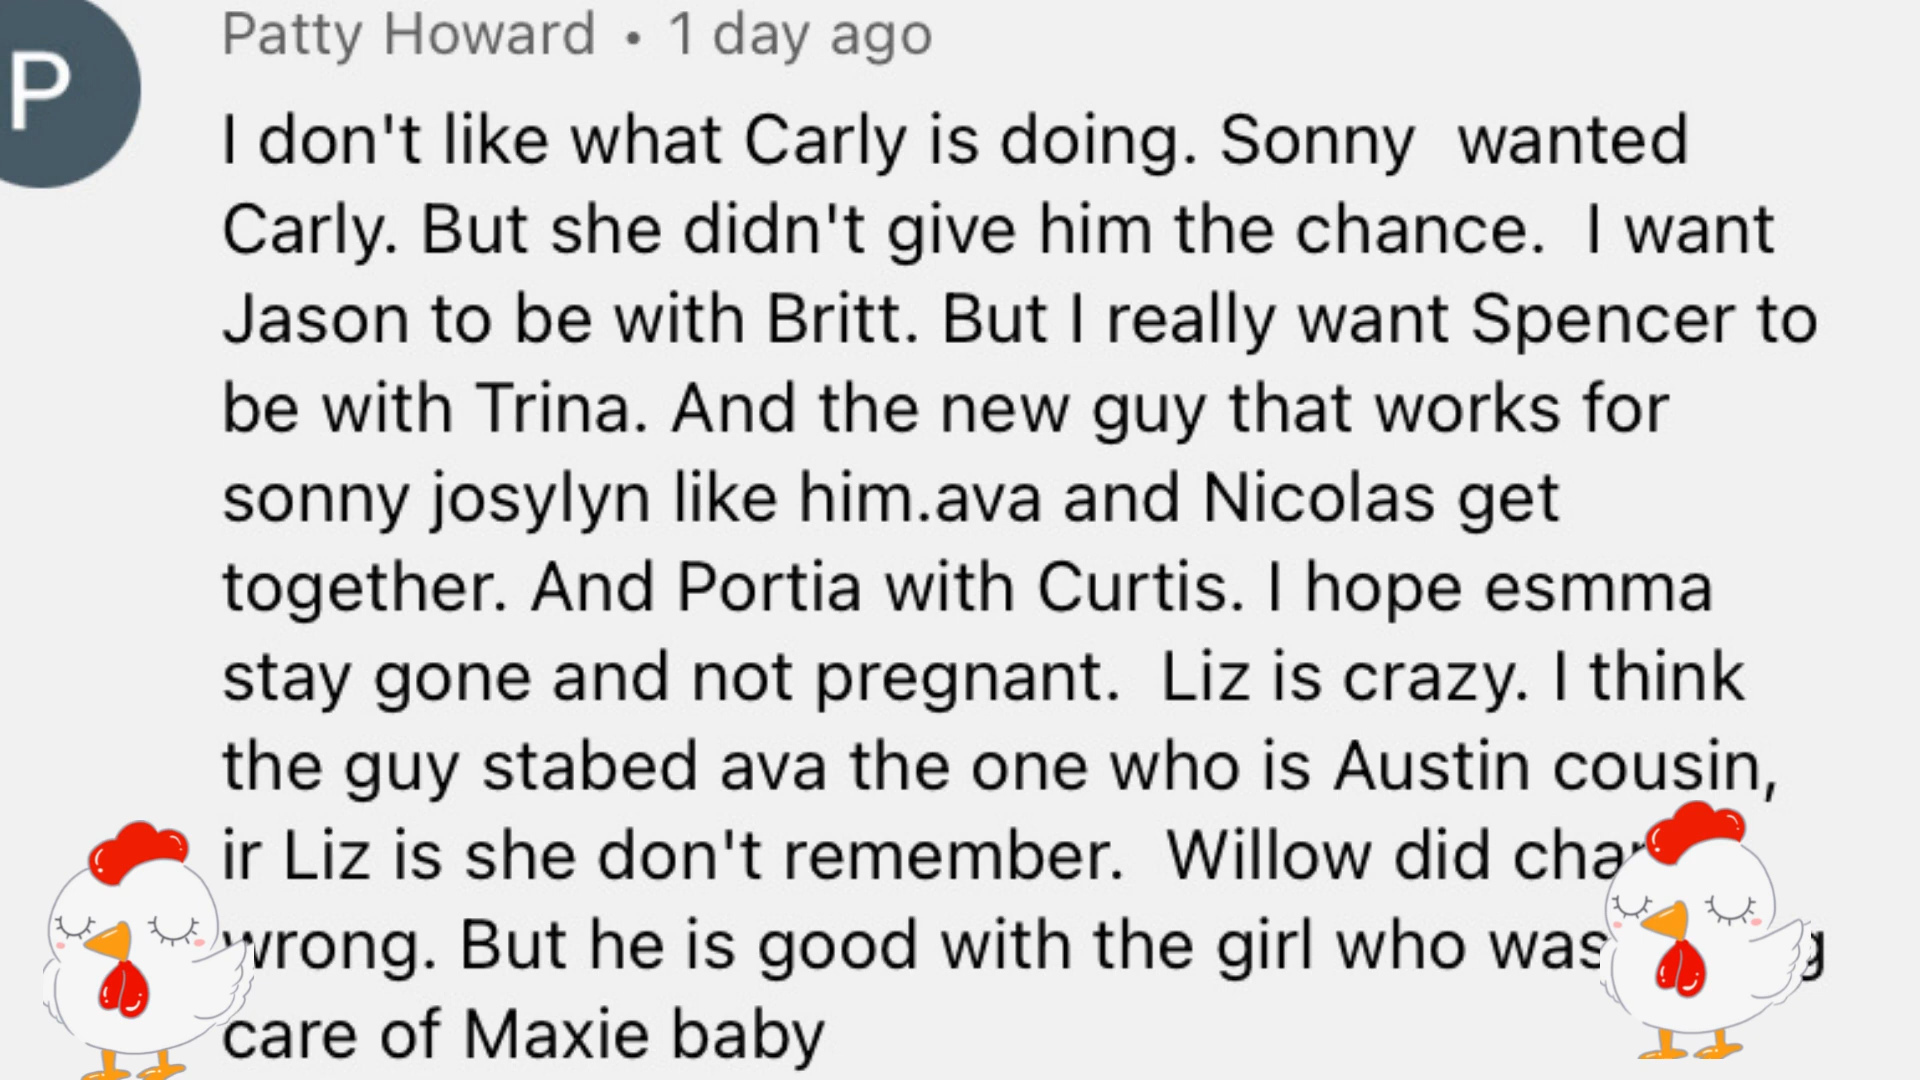 P
Patty Howard • 1 day ago
I don't like what Carly is doing. Sonny  wanted
Carly. But she didn't give him the chance.  I want
Jason to be with Britt. But I really want Spencer to
be with Trina. And the new guy that works for
sonny josylyn like him.ava and Nicolas get
together. And Portia with Curtis. I hope esmma
stay gone and not pregnant.  Liz is crazy. I think
the guy stabed ava the one who is Austin cousin,
ir Liz is she don't remember.  Willow did
wrong. But he is good with the girl who was
care of Maxie baby